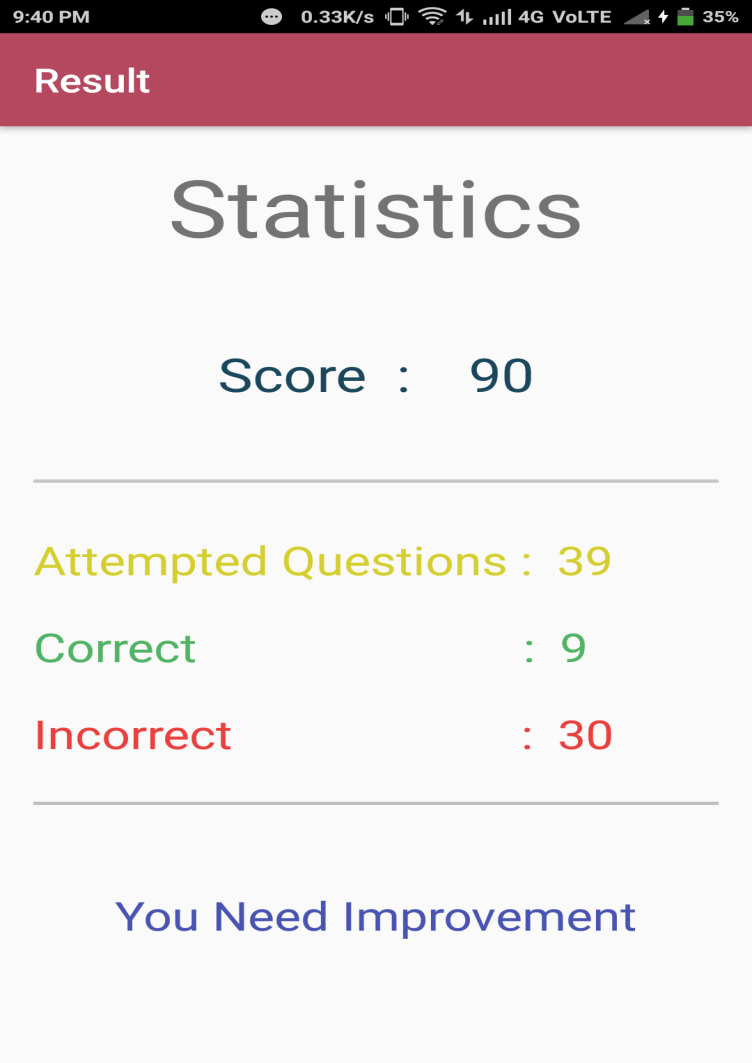 9:40 PM 0.33K/s 4G VoLTE 35%
Result
Statistics
Score : 90
Attempted Questions : 39
Correct : 9
Incorrect : 30
You Need Improvement